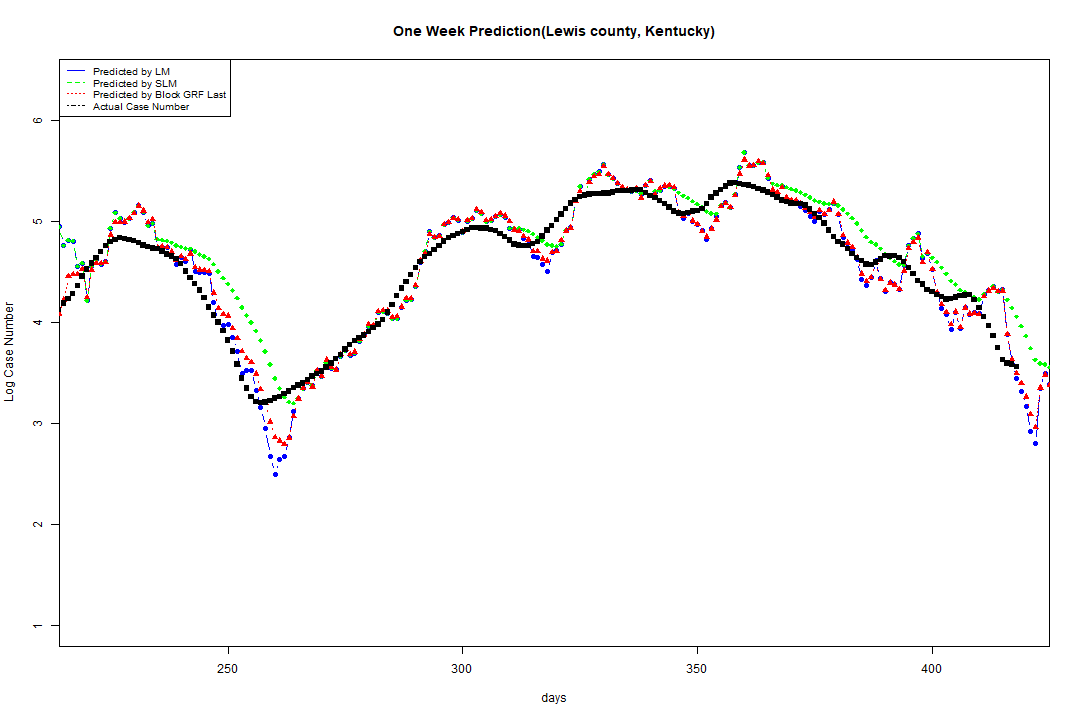 One Week Prediction(Lewis county, Kentucky)
Predicted by LM
Predicted by SLM
Predicted by Block GRF Last
Actual Case Number
6
5
4
3
2
1
Log Case Number
250 300 350 400
days